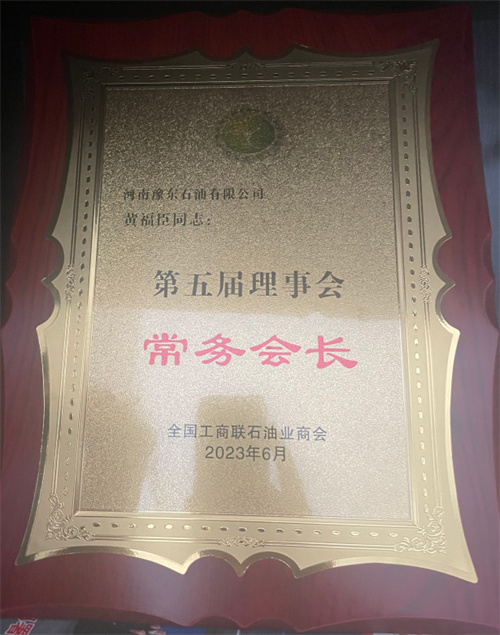 河南豫东石油有限公司
黄福臣同志：
第五届理事会
常务会长
全国工商联石油业商会
2023年6月